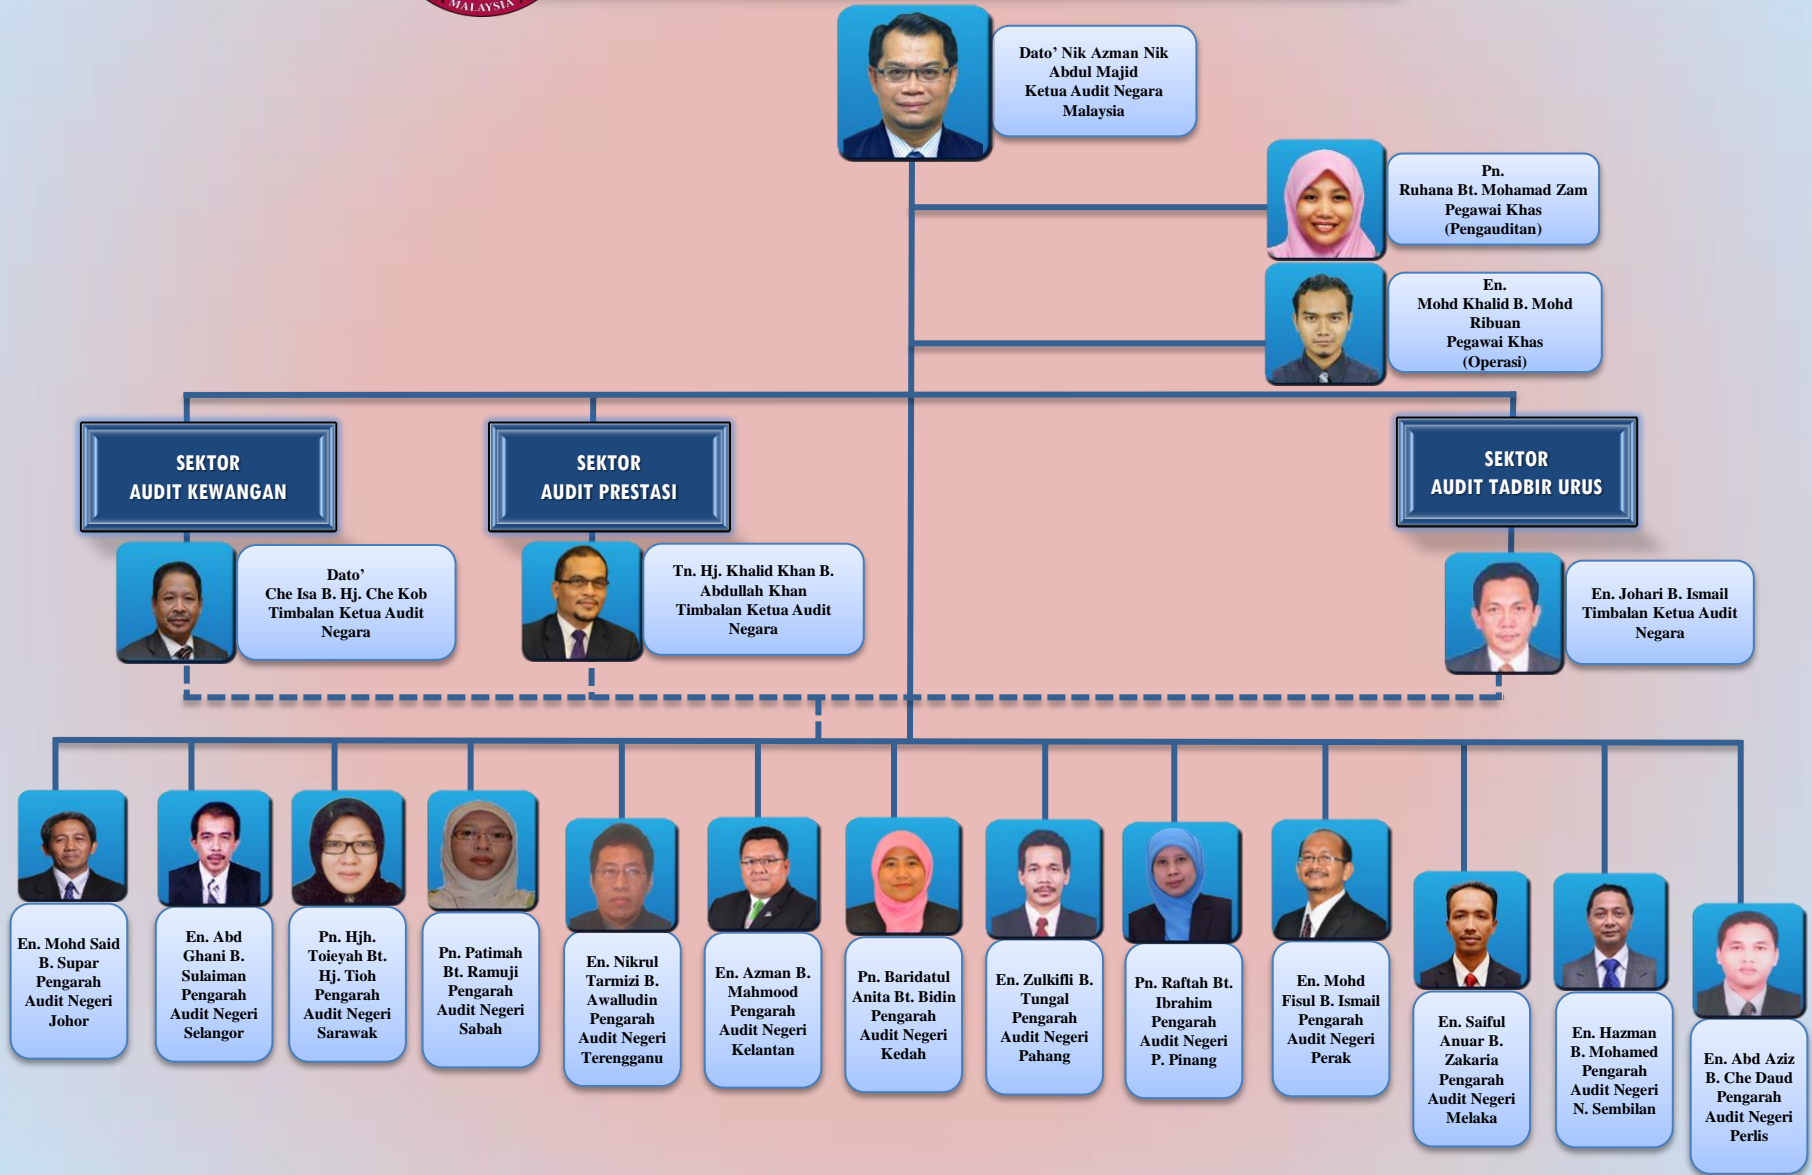 MALAYSIA
Dato’ Nik Azman Nik
Abdul Majid
Ketua Audit Negara
Malaysia
Pn.
Ruhana Bt. Mohamad Zam
Pegawai Khas
(Pengauditan)
En.
Mohd Khalid B. Mohd
Ribuan
Pegawai Khas
(Operasi)
SEKTOR
AUDIT KEWANGAN
SEKTOR
AUDIT PRESTASI
SEKTOR
AUDIT TADBIR URUS
Dato’
Che Isa B. Hj. Che Kob
Timbalan Ketua Audit
Negara
Tn. Hj. Khalid Khan B.
Abdullah Khan
Timbalan Ketua Audit
Negara
En. Johari B. Ismail
Timbalan Ketua Audit
Negara
En. Mohd Said
B. Supar
Pengarah
Audit Negeri
Johor
En. Abd
Ghani B.
Sulaiman
Pengarah
Audit Negeri
Selangor
Pn. Hjh.
Toieyah Bt.
Hj. Tioh
Pengarah
Audit Negeri
Sarawak
Pn. Patimah
Bt. Ramuji
Pengarah
Audit Negeri
Sabah
En. Nikrul
Tarmizi B.
Awalludin
Pengarah
Audit Negeri
Terengganu
En. Azman B.
Mahmood
Pengarah
Audit Negeri
Kelantan
Pn. Baridatul
Anita Bt. Bidin
Pengarah
Audit Negeri
Kedah
En. Zulkifli B.
Tungal
Pengarah
Audit Negeri
Pahang
Pn. Raftah Bt.
Ibrahim
Pengarah
Audit Negeri
P. Pinang
En. Mohd
Fisul B. Ismail
Pengarah
Audit Negeri
Perak
En. Saiful
Anuar B.
Zakaria
Pengarah
Audit Negeri
Melaka
En. Hazman
B. Mohamed
Pengarah
Audit Negeri
N. Sembilan
En. Abd Aziz
B. Che Daud
Pengarah
Audit Negeri
Perlis